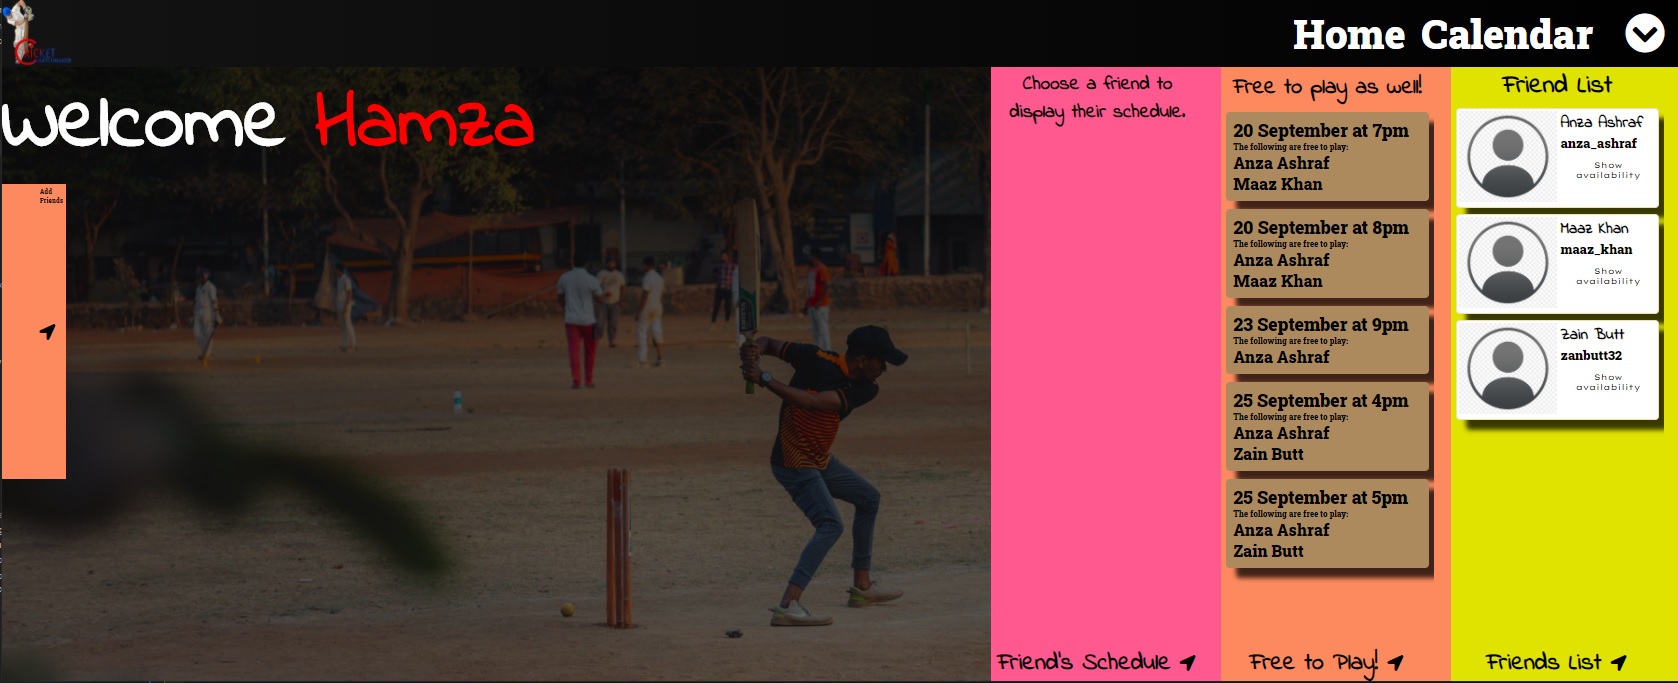 Home Calendar
Welcome Hamza
Add
Friends
Choose a friend to
display their schedule.
Friend's Schedule
Free to play as well!
20 September at 7pm
The following are free to play:
Anza Ashraf
Maaz Khan
20 September at 8pm
The following are free to play:
Anza Ashraf
Maaz Khan
23 September at 9pm
The following are free to play:
Anza Ashraf
25 September at 4pm
The following are free to play:
Anza Ashraf
Zain Butt
25 September at 5pm
The following are free to play:
Anza Ashraf
Zain Butt
Free to Play!
Friend List
Anza Ashraf
anza_ashraf
Show
availability
Maaz Khan
maaz_khan
Show
availability
Zain Butt
zanbutt32
Show
availability
Friends List